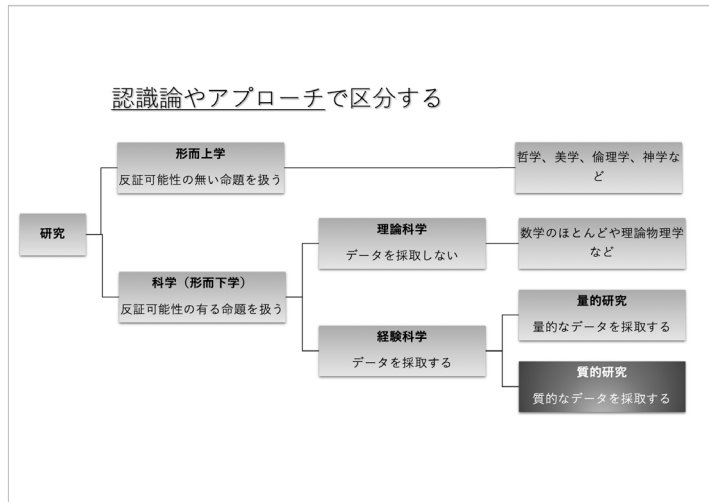 認識論やアプローチで区分する
研究
形而上学
反証可能性の無い命題を扱う
哲学、美学、倫理学、神学な
ど
科学（形而下学）
反証可能性の有る命題を扱う
理論科学
データを採取しない
数学のほとんどや理論物理学
など
経験科学
データを採取する
量的研究
量的なデータを採取する
質的研究
質的なデータを採取する